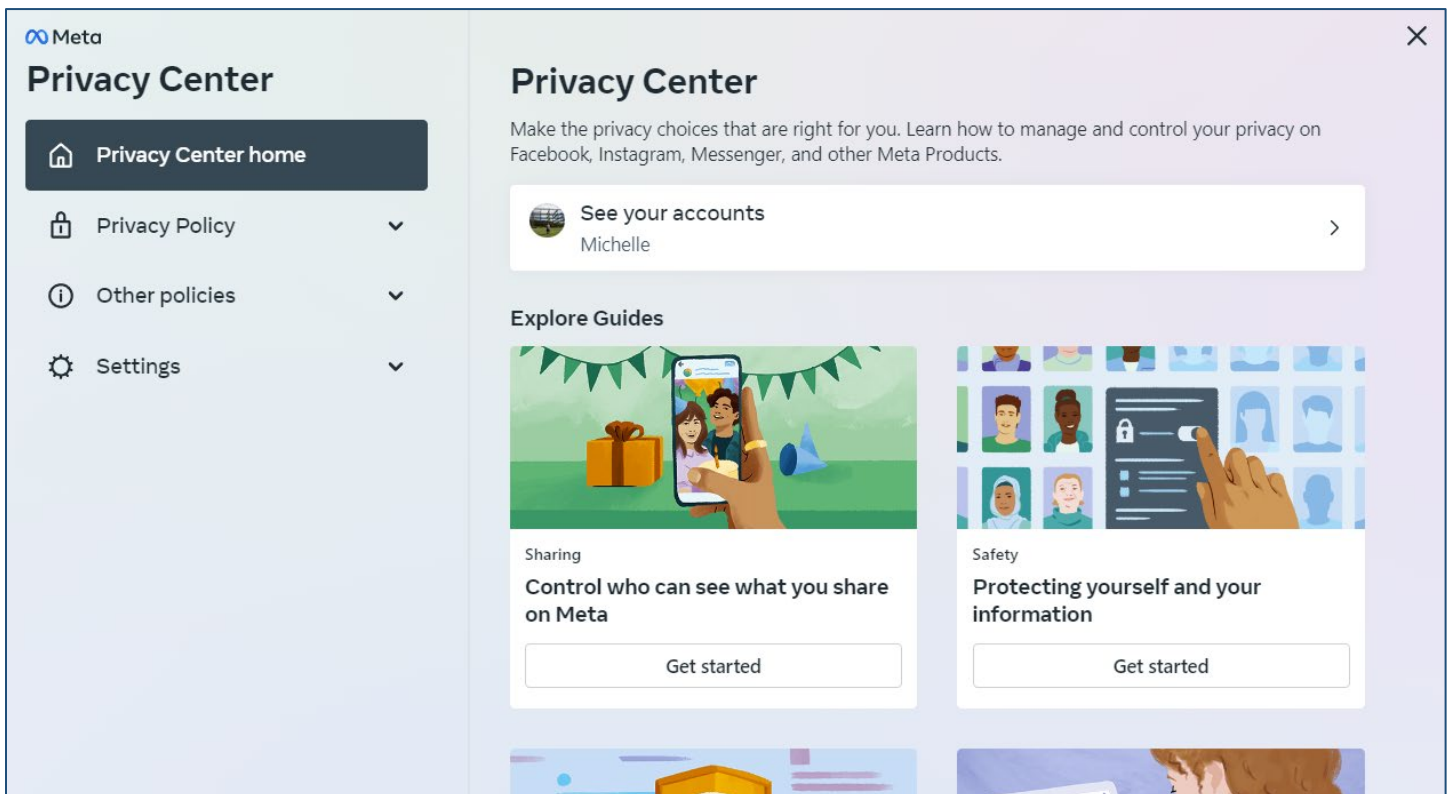 Meta
Privacy Center
Privacy Center home
Privacy Policy
Other policies
Settings
Privacy Center
Make the privacy choices that are right for you. Learn how to manage and control your privacy on
Facebook, Instagram, Messenger, and other Meta Products.
See your accounts
Michelle
Explore Guides
Sharing
Control who can see what you share
on Meta
Get started
Safety
Protecting yourself and your
information
Get started